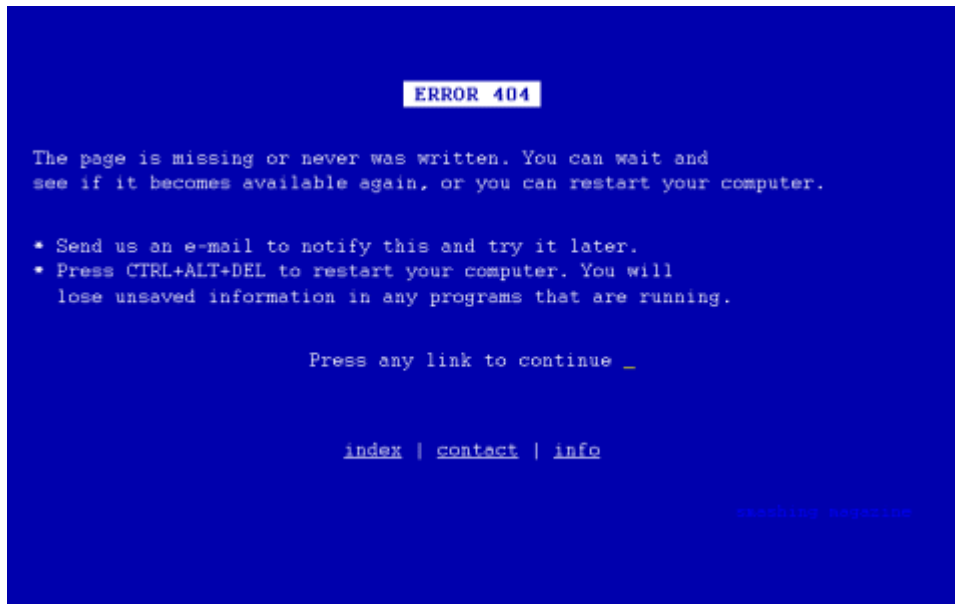 ERROR 404
The page is missing or never was written. You can wait and
see if it becomes available again, or you can restart your computer.
* Send us an e-mail to notify this and try it later.
* Press CTRL+ALT+DEL to restart your computer. You will
lose unsaved information in any programs that are running.
Press any link to continue _
index | contact | info